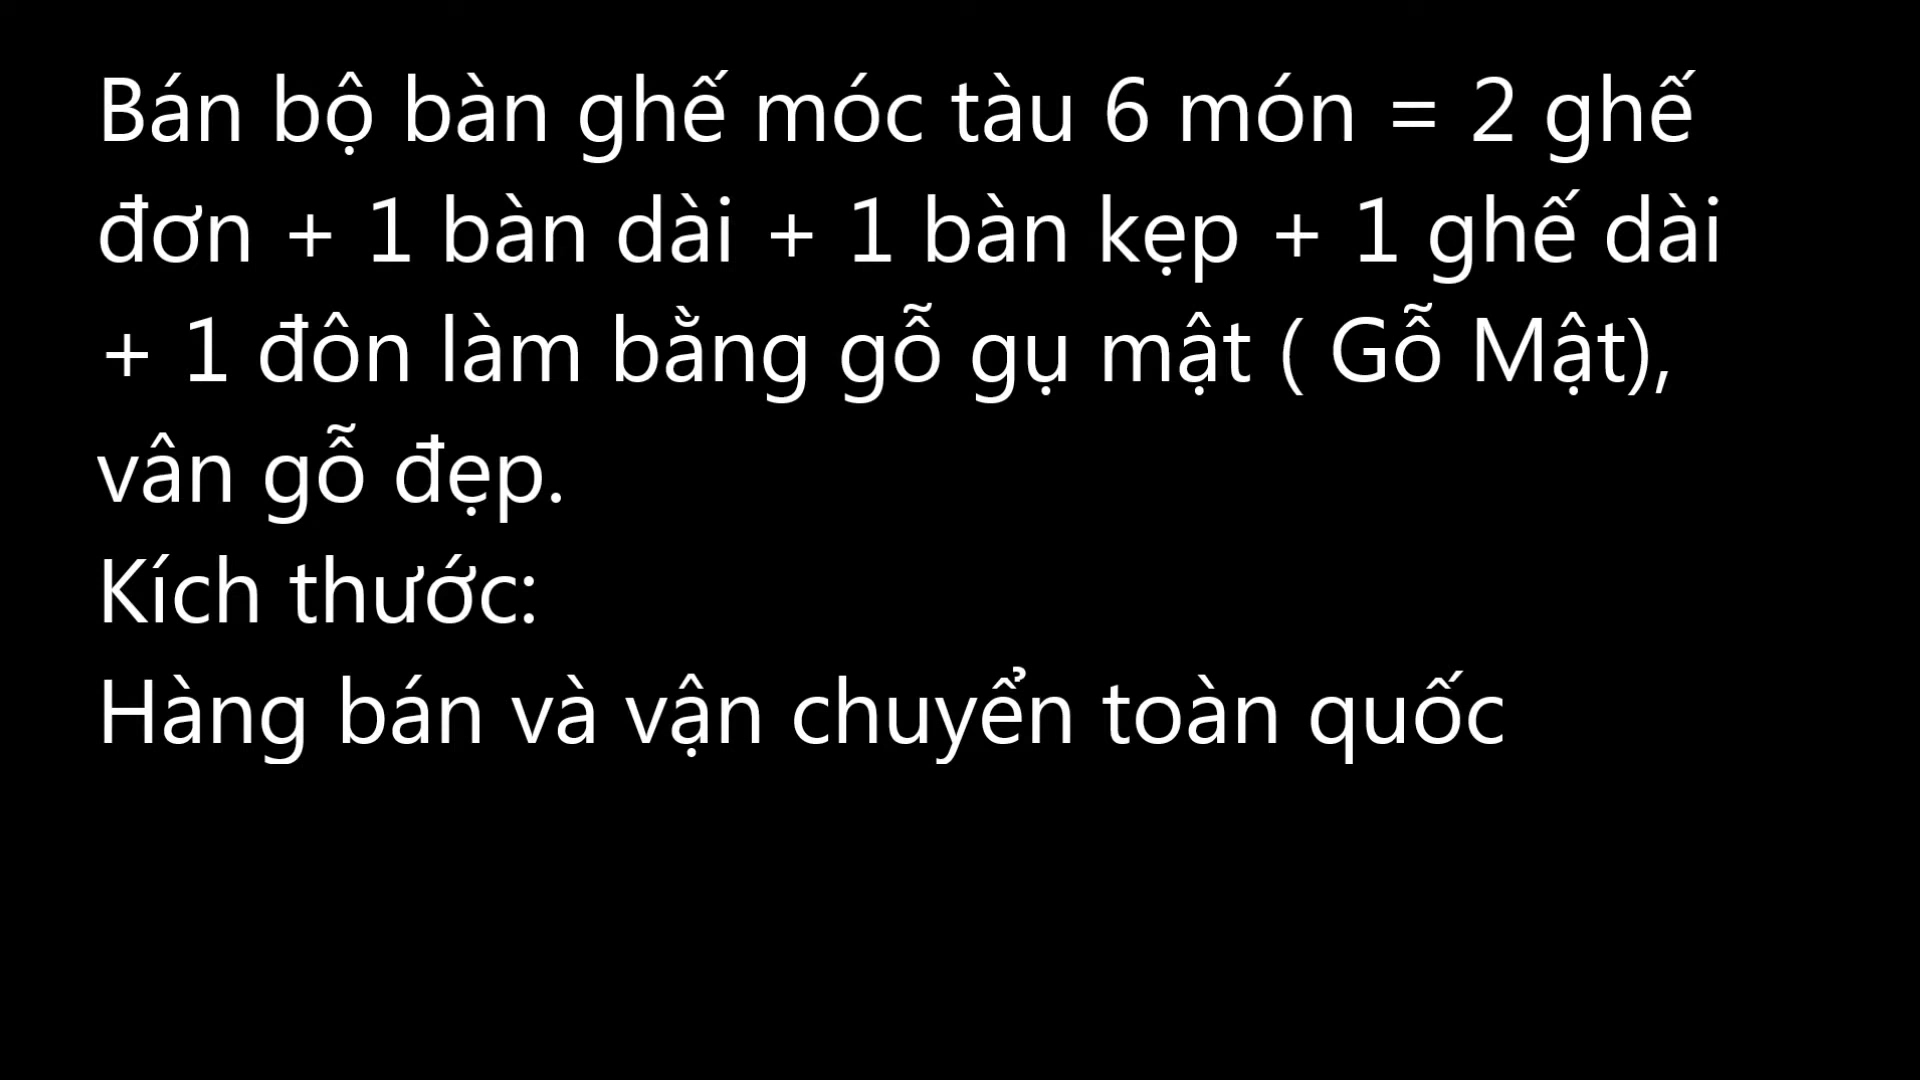 Bán bộ bàn ghế móc tàu 6 món = 2 ghế
đơn + 1 bàn dài + 1 bàn kẹp + 1 ghế dài
+ 1 đôn làm bằng gỗ gụ mật ( Gỗ Mật),
vân gỗ đẹp.
Kích thước:
Hàng bán và vận chuyển toàn quốc